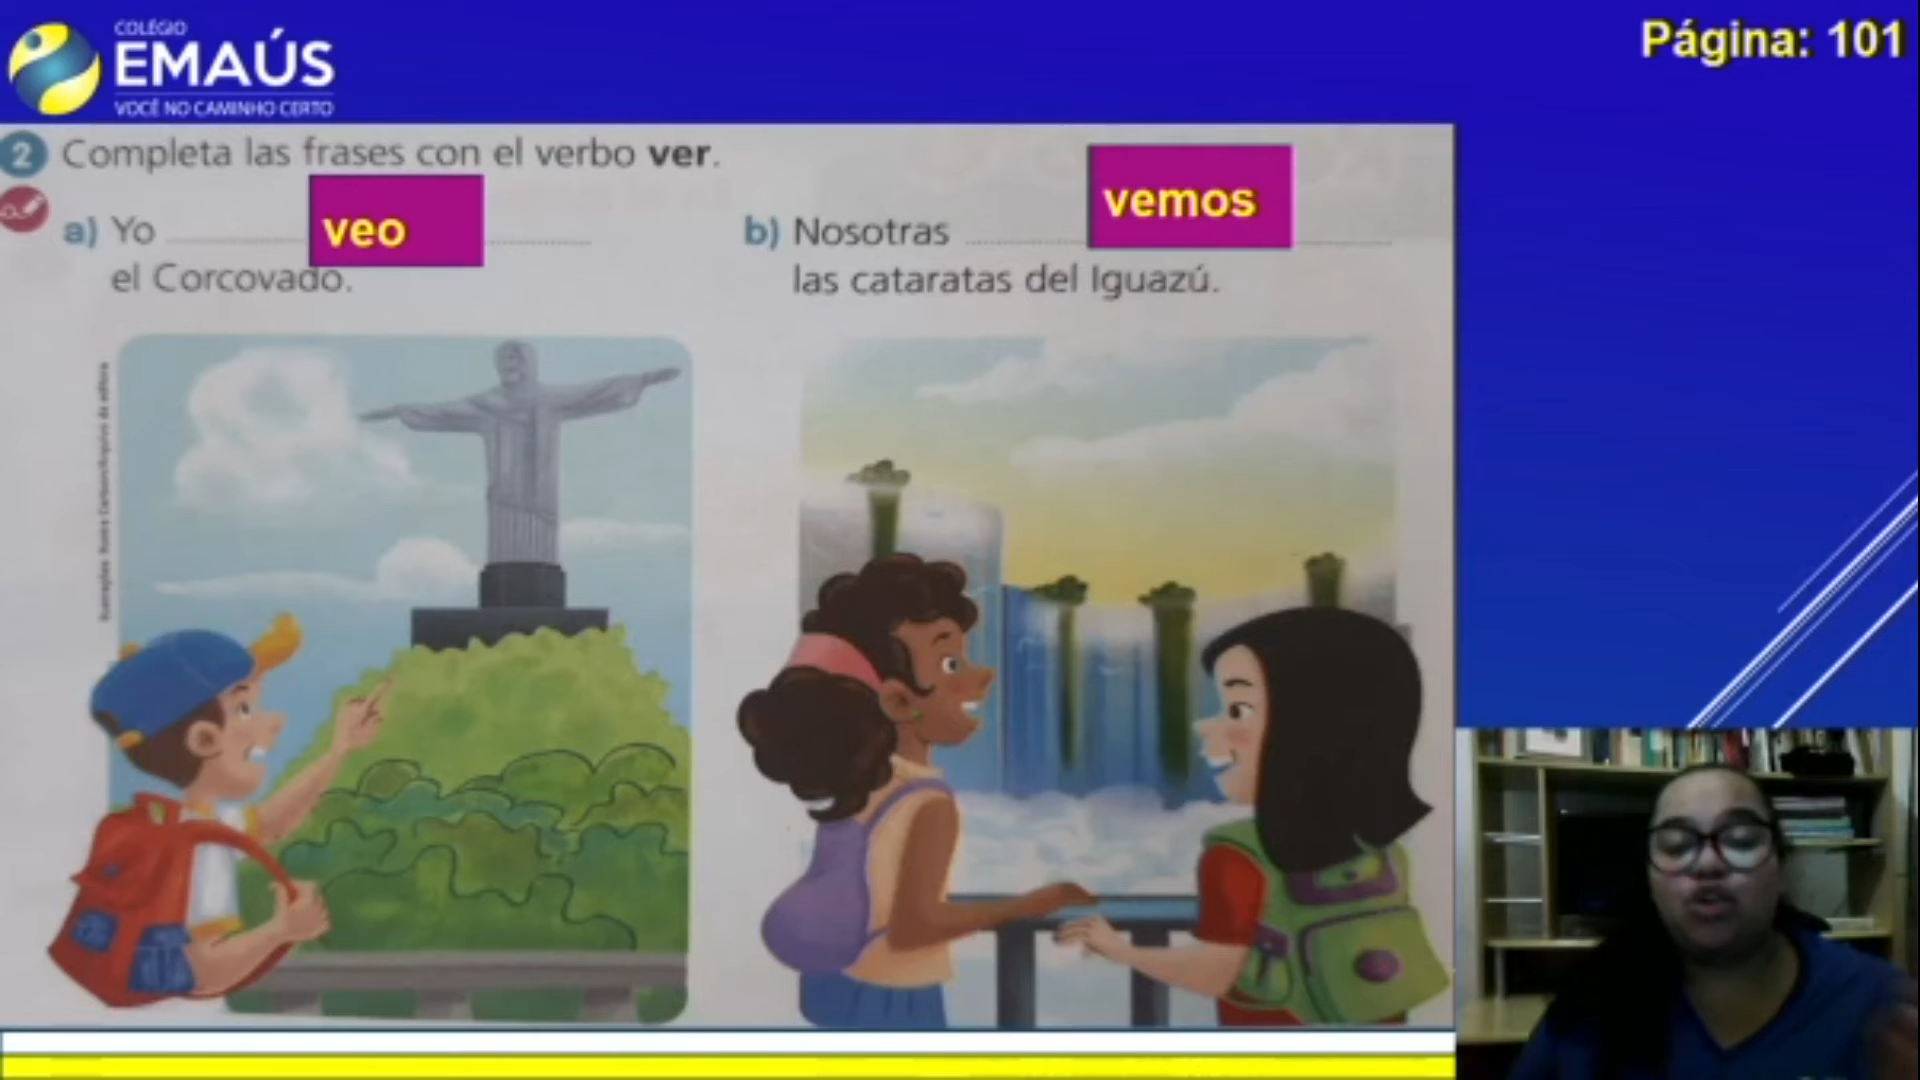 COLÉGIO
EMAÚS
VOCÊ NO CAMINHO CERTO
Página: 101
2 Completa las frases con el verbo ver.
a) Yo veo
el Corcovado.
b) Nosotras vemos
las cataratas del Iguazú.